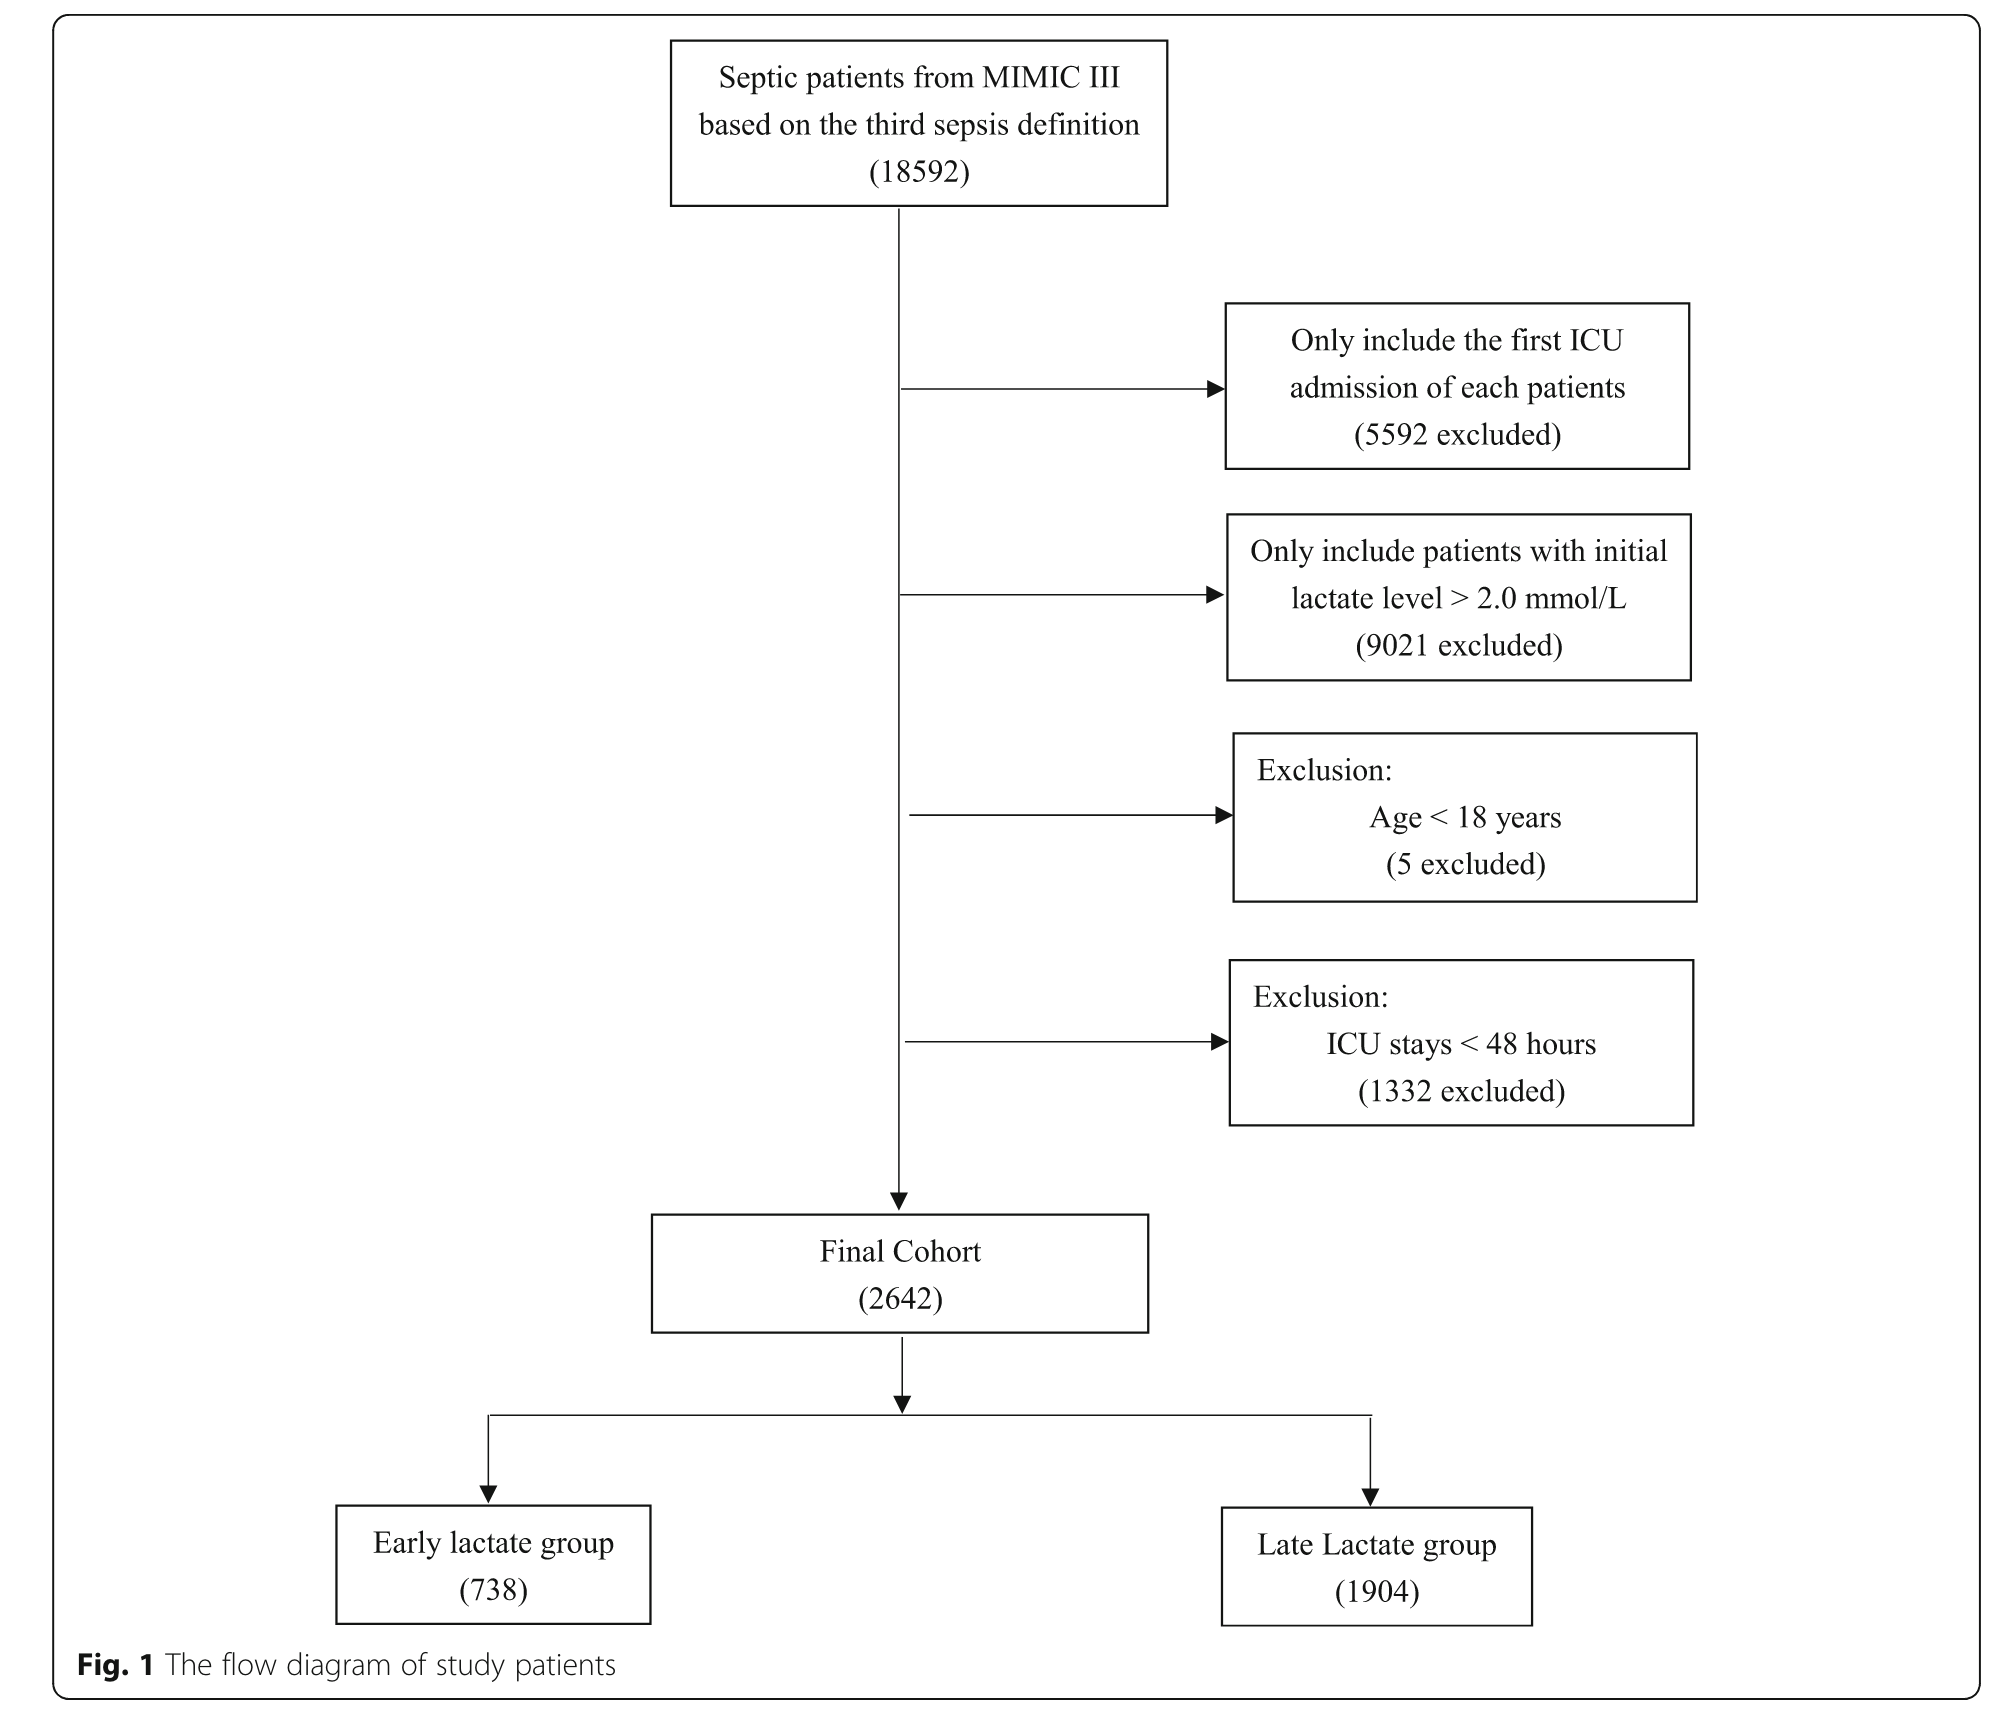 Septic patients from MIMIC III
based on the third sepsis definition
(18592)
Only include the first ICU
admission of each patients
(5592 excluded)
Only include patients with initial
lactate level > 2.0 mmol/L
(9021 excluded)
Exclusion:
Age < 18 years
(5 excluded)
Exclusion:
ICU stays < 48 hours
(1332 excluded)
Final Cohort
(2642)
Early lactate group
(738)
Late Lactate group
(1904)
Fig. 1 The flow diagram of study patients